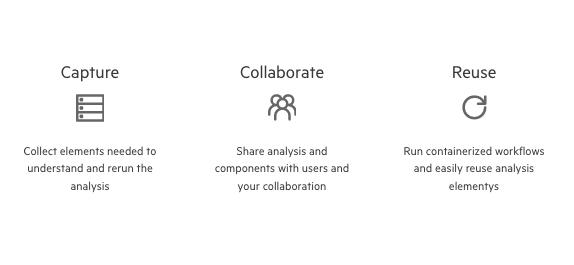 Capture
Collect elements needed to
understand and rerun the
analysis
Collaborate
Share analysis and
components with users and
your collaboration
Reuse
Run containerized workflows
and easily reuse analysis
elementys